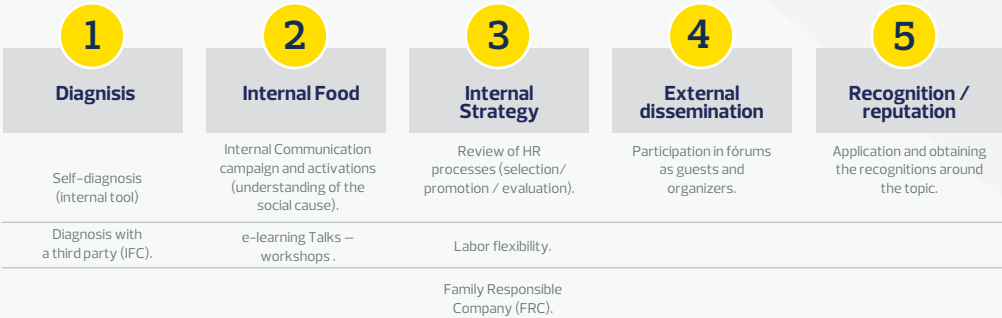 1
Diagnisis
Self-diagnosis
(internal tool)
Diagnosis with
a third party (IFC).
2
Internal Food
Internal Communication
campaign and activations
(understanding of the
social cause).
e-learning Talks –
workshops .
3
Internal
Strategy
Review of HR
processes (selection/
promotion / evaluation).
Labor flexibility.
Family Responsible
Company (FRC).
4
External
dissemination
Participation in fórums
as guests and
organizers.
5
Recognition /
reputation
Application and obtaining
the recognitions around
the topic.